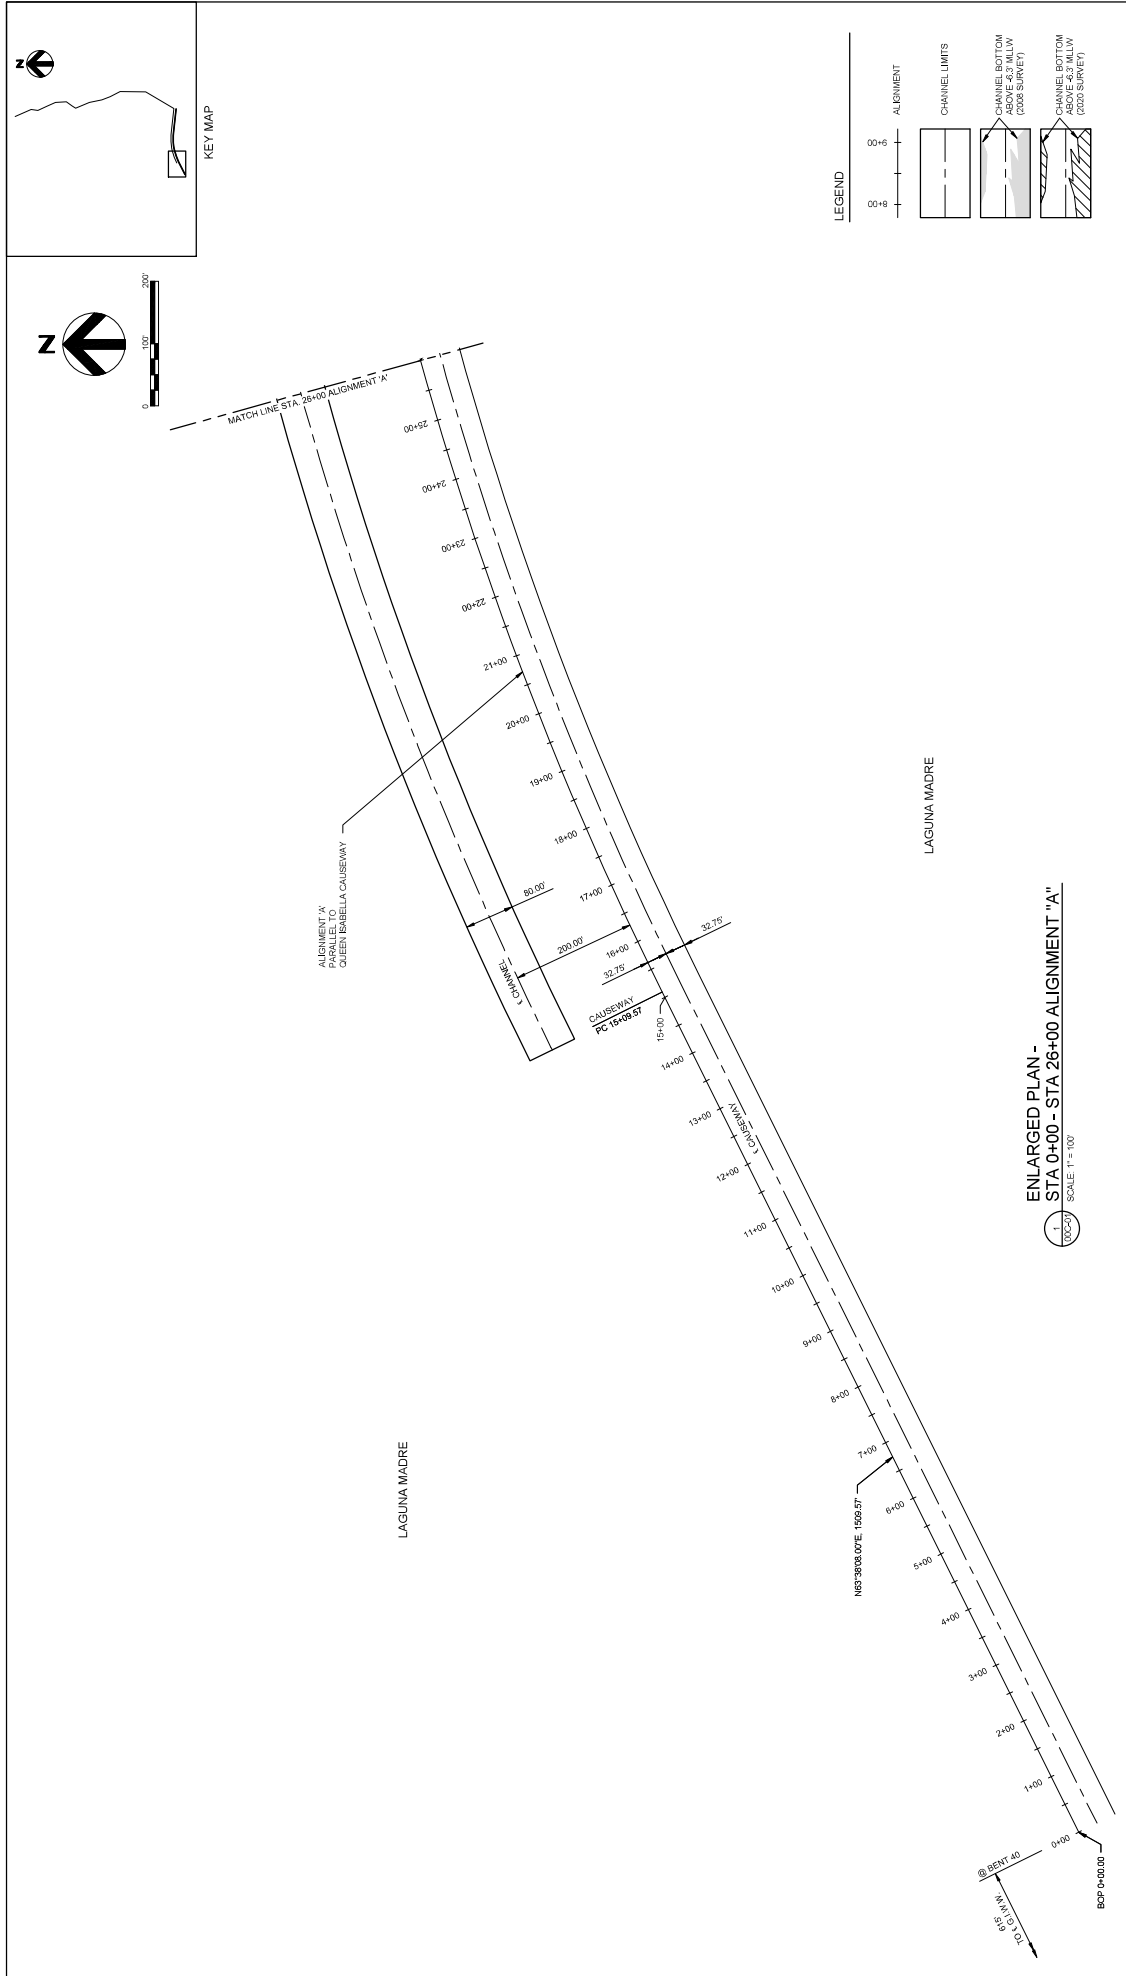 N
KEY MAP
N
0
100'
200'
LEGEND
00+8
00+9
ALIGNMENT
CHANNEL LIMITS
CHANNEL BOTTOM
ABOVE -6.3' MLLW
(2008 SURVEY)
CHANNEL BOTTOM
ABOVE -6.3' MLLW
(2020 SURVEY)
MATCH LINE STA. 26+00 ALIGNMENT 'A'
25+00
24+00
23+00
22+00
21+00
20+00
19+00
18+00
17+00
16+00
15+00
14+00
13+00
12+00
11+00
10+00
9+00
8+00
7+00
6+00
5+00
4+00
3+00
2+00
1+00
0+00
ALIGNMENT 'A'
PARALLEL TO
QUEEN ISABELLA CAUSEWAY
80.00'
200.00'
32.75'
32.75'
℄ CHANNEL
CAUSEWAY
PC 15+09.57
℄ CAUSEWAY
LAGUNA MADRE
LAGUNA MADRE
N63°38'08.00"E, 1509.57'
@ BENT 40
615'
TO ℄ G.I.W.W.
BOP 0+00.00
ENLARGED PLAN -
STA 0+00 - STA 26+00 ALIGNMENT "A"
1
00C-01
SCALE: 1" = 100'